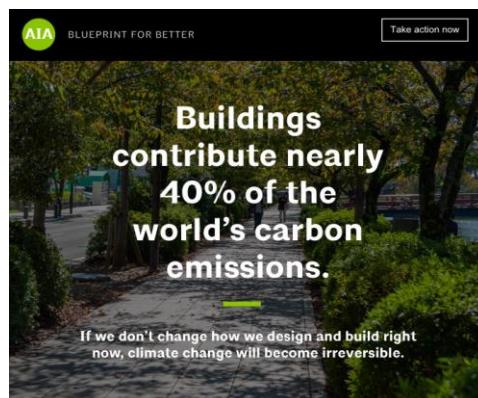 AIA
BLUEPRINT FOR BETTER
Take action now
Buildings
contribute nearly
40% of the
world's carbon
emissions.
If we don't change how we design and build right
now, climate change will become irreversible.